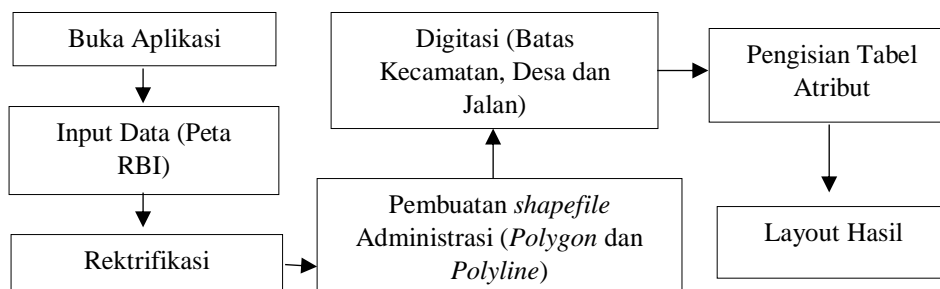 Buka Aplikasi
Input Data (Peta
RBI)
Rektrifikasi
Pembuatan shapefile
Administrasi (Polygon dan
Polyline)
Digitasi (Batas
Kecamatan, Desa dan
Jalan)
Pengisian Tabel
Atribut
Layout Hasil